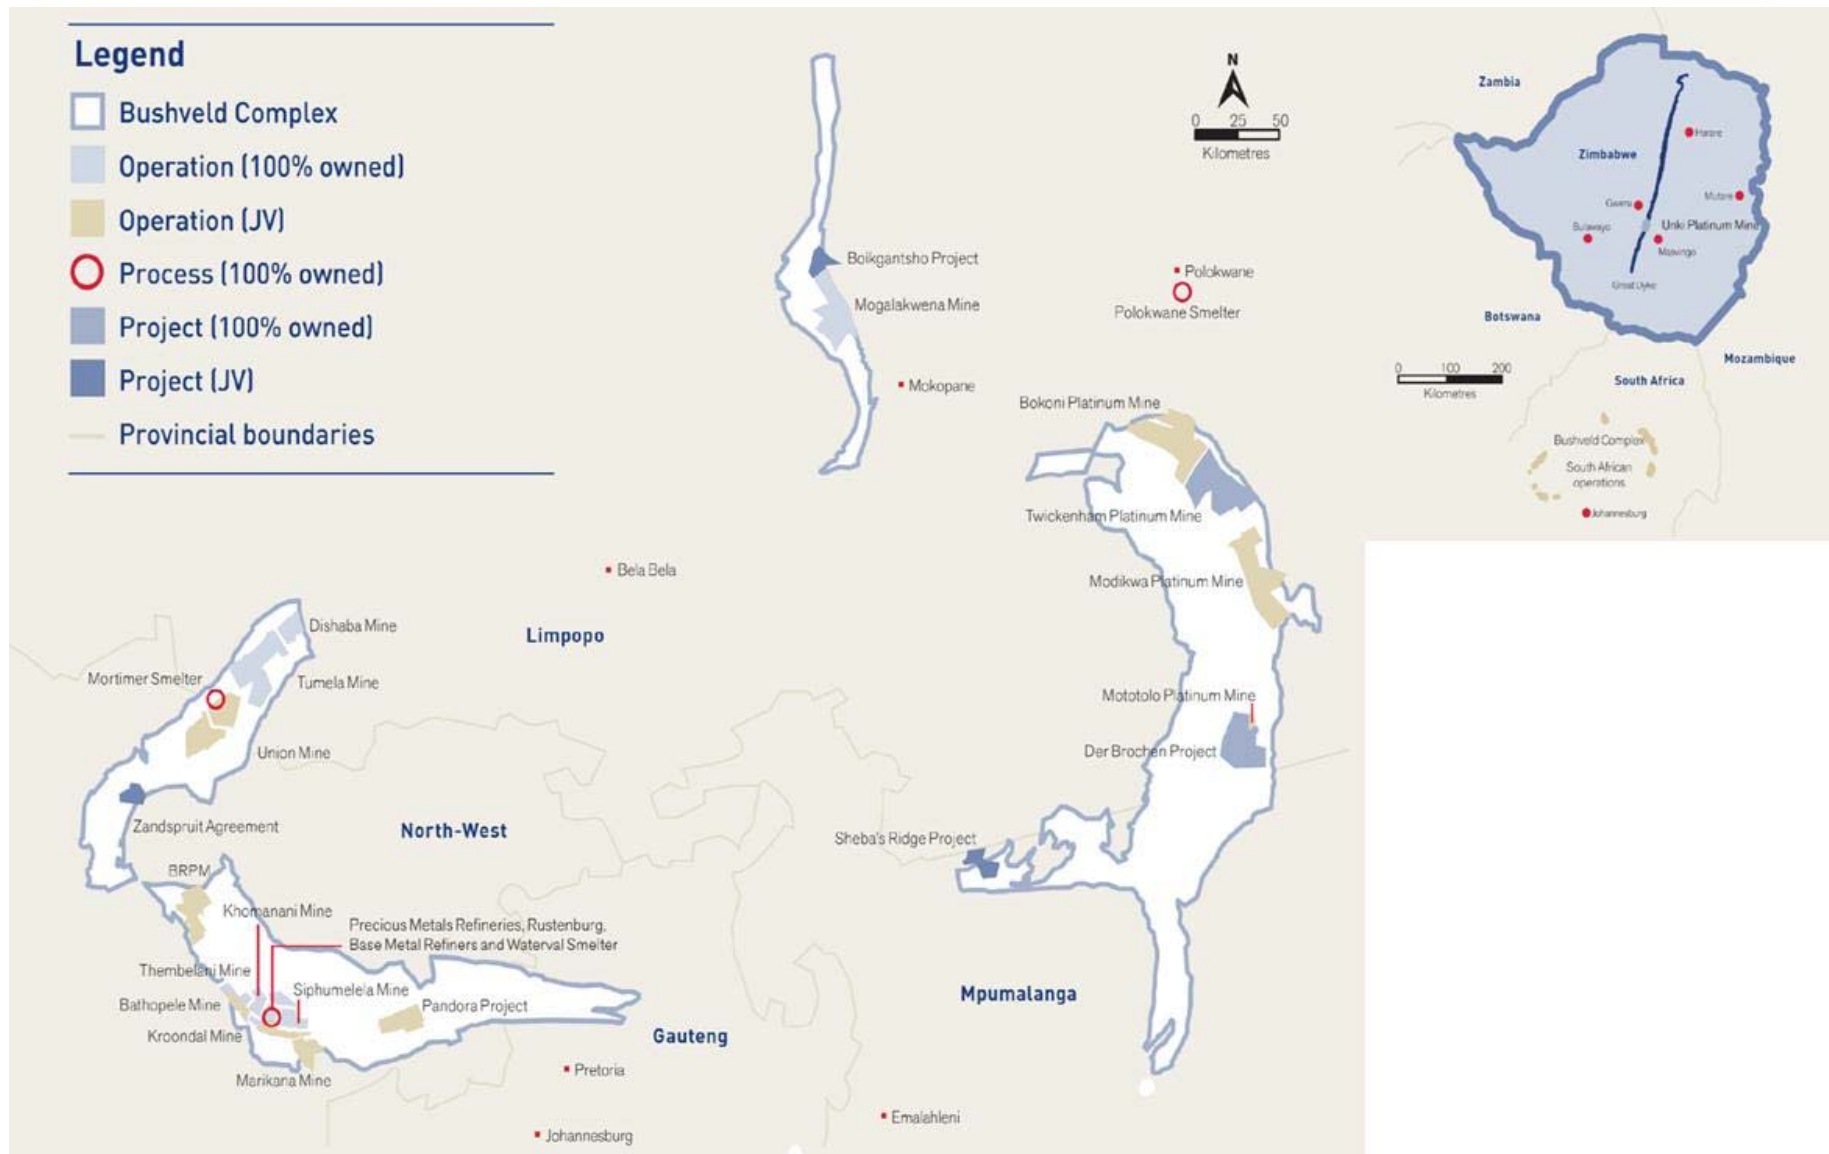 Legend
Bushveld Complex
Operation (100% owned)
Operation (JV)
Process (100% owned)
Project (100% owned)
Project (JV)
Provincial boundaries
N
0 25 50
Kilometres
Boikgantsho Project
Mogalakwena Mine
Mokopane
Polokwane
Polokwane Smelter
Zambia
Harare
Zimbabwe
Mutare
Gweru
Unki Platinum Mine
Bulawayo
Masvingo
Great Dyke
Botswana
Mozambique
0 100 200
Kilometres
South Africa
Bushveld Complex
South African
operations
Johannesburg
Bokoni Platinum Mine
Twickenham Platinum Mine
Modikwa Platinum Mine
Mototolo Platinum Mine
Der Brochen Project
Sheba's Ridge Project
Bela Bela
Limpopo
Dishaba Mine
Mortimer Smelter
Tumela Mine
Union Mine
Zandspruit Agreement
North-West
BRPM
Khomanani Mine
Precious Metals Refineries, Rustenburg,
Base Metal Refiners and Waterval Smelter
Thembelani Mine
Siphumelela Mine
Bathopele Mine
Pandora Project
Kroondal Mine
Marikana Mine
Gauteng
Mpumalanga
Pretoria
Emalahleni
Johannesburg